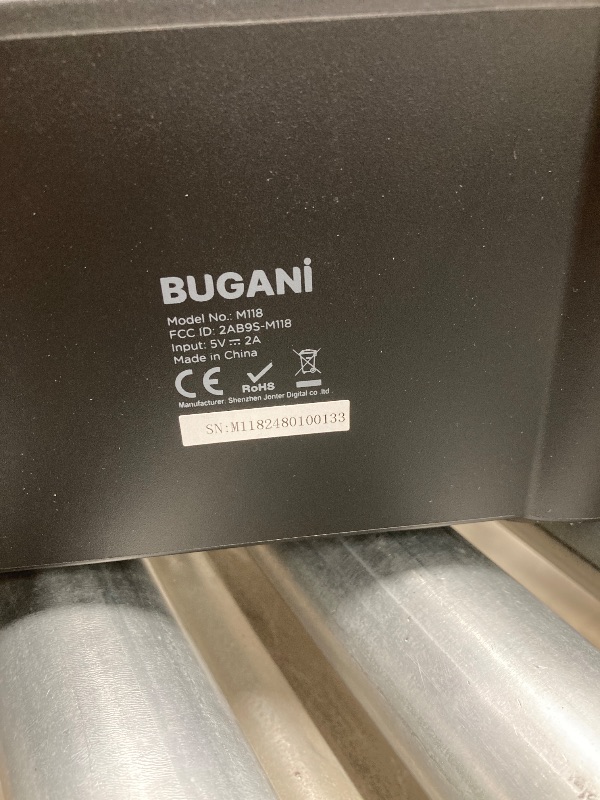 BUGANi
Model No.: M118
FCC ID: 2AB9S-M118
Input: 5V⎓2A
Made in China
CE
RoHS
Manufacturer: Shenzhen Jonter Digital co .ltd
SN:M1182480100133